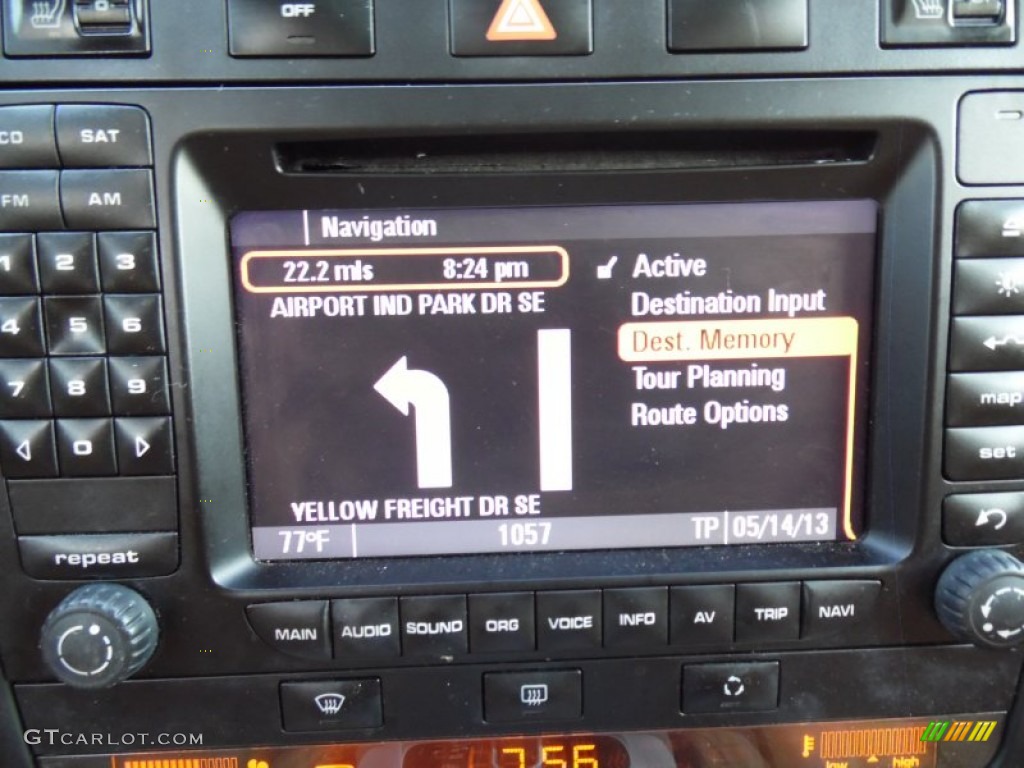 OFF
CD SAT
FM AM
1 2 3
4 5 6
7 8 9
0
repeat
Navigation
22.2 mls 8:24 pm
AIRPORT IND PARK DR SE
YELLOW FREIGHT DR SE
Active
Destination Input
Dest. Memory
Tour Planning
Route Options
77°F 1057 TP 05/14/13
map
set
MAIN AUDIO SOUND ORG VOICE INFO AV TRIP NAVI
7:56
low high
GTCARLOT.COM